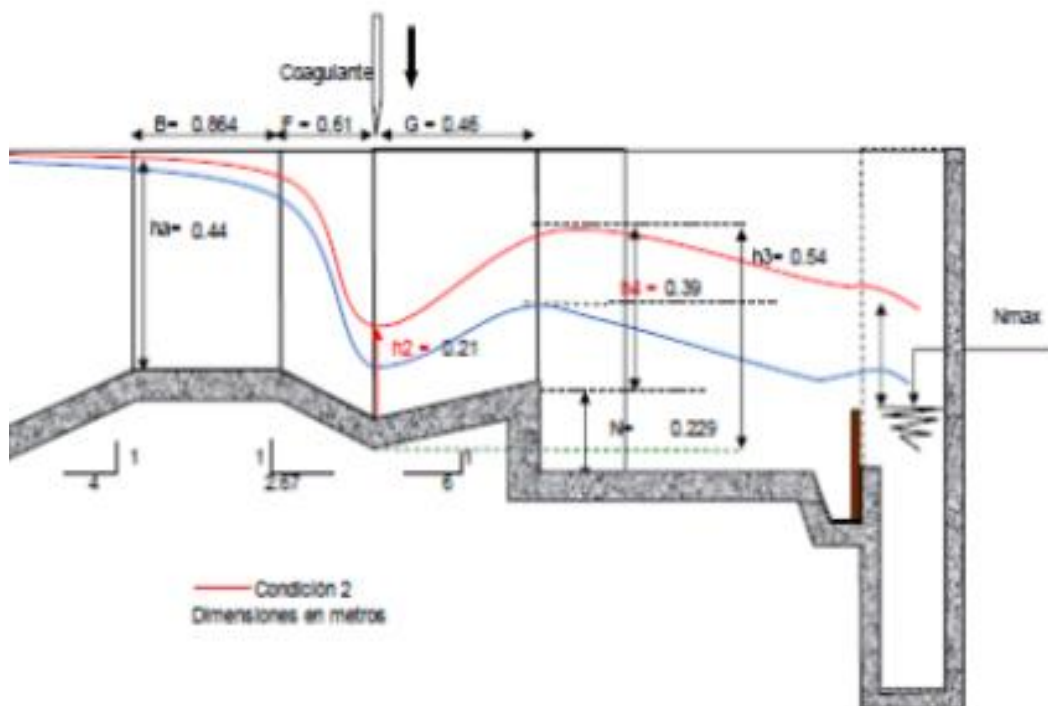 Coagulante
B= 0.864
F = 0.61
G = 0.46
ha= 0.44
h3= 0.54
h4 = 0.39
Nmax
h2 = 0.21
N= 0.229
1
4
1
2.67
1
6
Condición 2
Dimensiones en metros